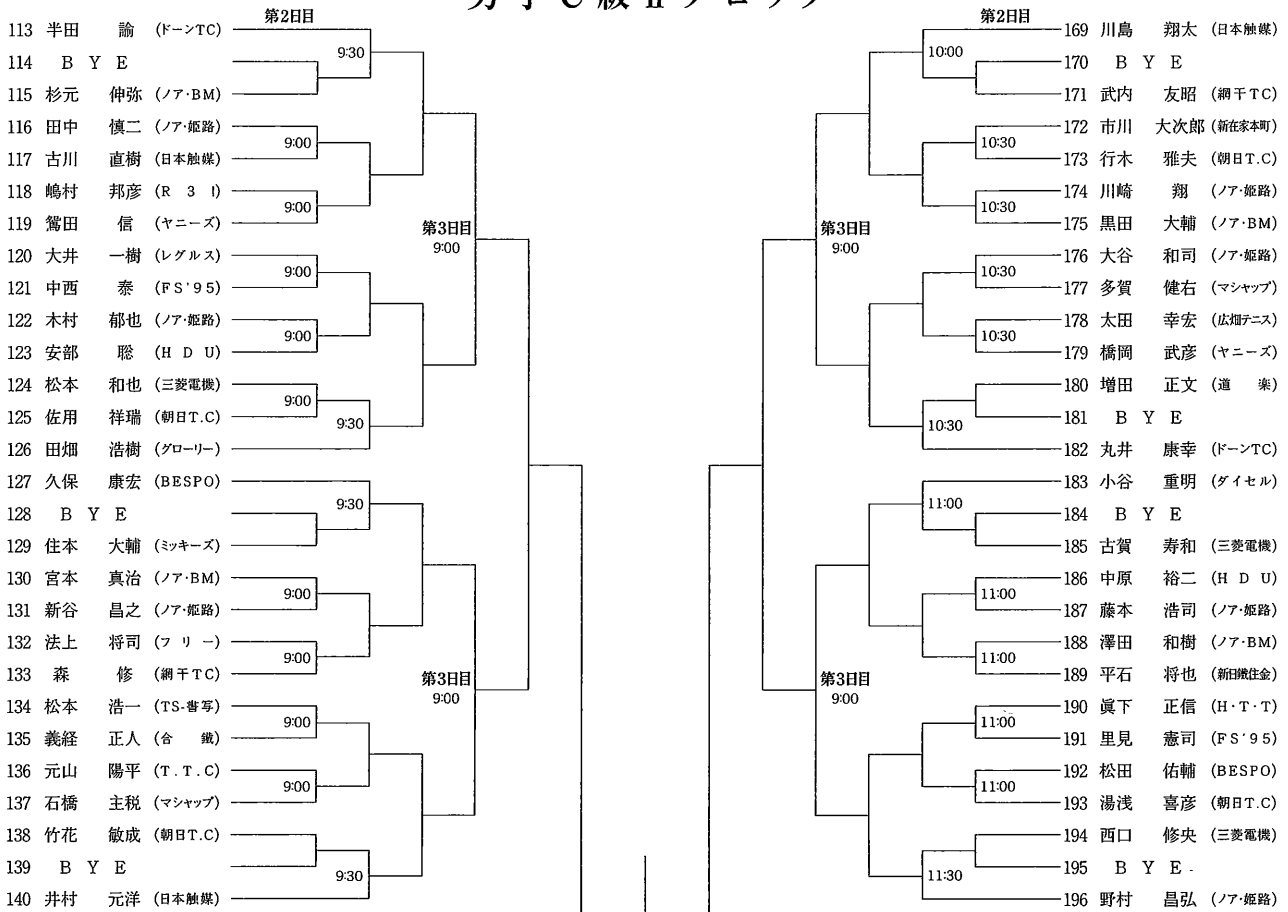 第2日目
113 半田 諭 (ドーンTC)
9:30
114 B Y E
115 杉元 伸弥 (ノア・BM)
116 田中 慎二 (ノア・姫路)
9:00
117 古川 直樹 (日本触媒)
118 嶋村 邦彦 (R 3 !)
9:00
119 鴛田 信 (ヤニーズ)
第3日目
9:00
120 大井 一樹 (レグルス)
9:00
121 中西 泰 (FS'95)
122 木村 郁也 (ノア・姫路)
9:00
123 安部 聡 (H D U)
124 松本 和也 (三菱電機)
9:00
125 佐用 祥瑞 (朝日T.C)
9:30
126 田畑 浩樹 (グローリー)
127 久保 康宏 (BESPO)
9:30
128 B Y E
129 住本 大輔 (ミッキーズ)
130 宮本 真治 (ノア・BM)
9:00
131 新谷 昌之 (ノア・姫路)
132 法上 将司 (フ リ ー)
9:00
133 森 修 (網干TC)
第3日目
9:00
134 松本 浩一 (TS-書写)
9:00
135 義経 正人 (合 鐵)
136 元山 陽平 (T.T.C)
9:00
137 石橋 主税 (マシャップ)
138 竹花 敏成 (朝日T.C)
139 B Y E
9:30
140 井村 元洋 (日本触媒)
第2日目
169 川島 翔太 (日本触媒)
10:00
170 B Y E
171 武内 友昭 (網干TC)
172 市川 大次郎 (新在家本町)
10:30
173 行木 雅夫 (朝日T.C)
174 川崎 翔 (ノア・姫路)
10:30
175 黒田 大輔 (ノア・BM)
第3日目
9:00
176 大谷 和司 (ノア・姫路)
10:30
177 多賀 健右 (マシャップ)
178 太田 幸宏 (広畑テニス)
10:30
179 橋岡 武彦 (ヤニーズ)
180 増田 正文 (道 楽)
181 B Y E
10:30
182 丸井 康幸 (ドーンTC)
183 小谷 重明 (ダイセル)
11:00
184 B Y E
185 古賀 寿和 (三菱電機)
186 中原 裕二 (H D U)
11:00
187 藤本 浩司 (ノア・姫路)
188 澤田 和樹 (ノア・BM)
11:00
189 平石 将也 (新日鐵住金)
第3日目
9:00
190 眞下 正信 (H・T・T)
11:00
191 里見 憲司 (FS'95)
192 松田 佑輔 (BESPO)
11:00
193 湯浅 喜彦 (朝日T.C)
194 西口 修央 (三菱電機)
195 B Y E
11:30
196 野村 昌弘 (ノア・姫路)